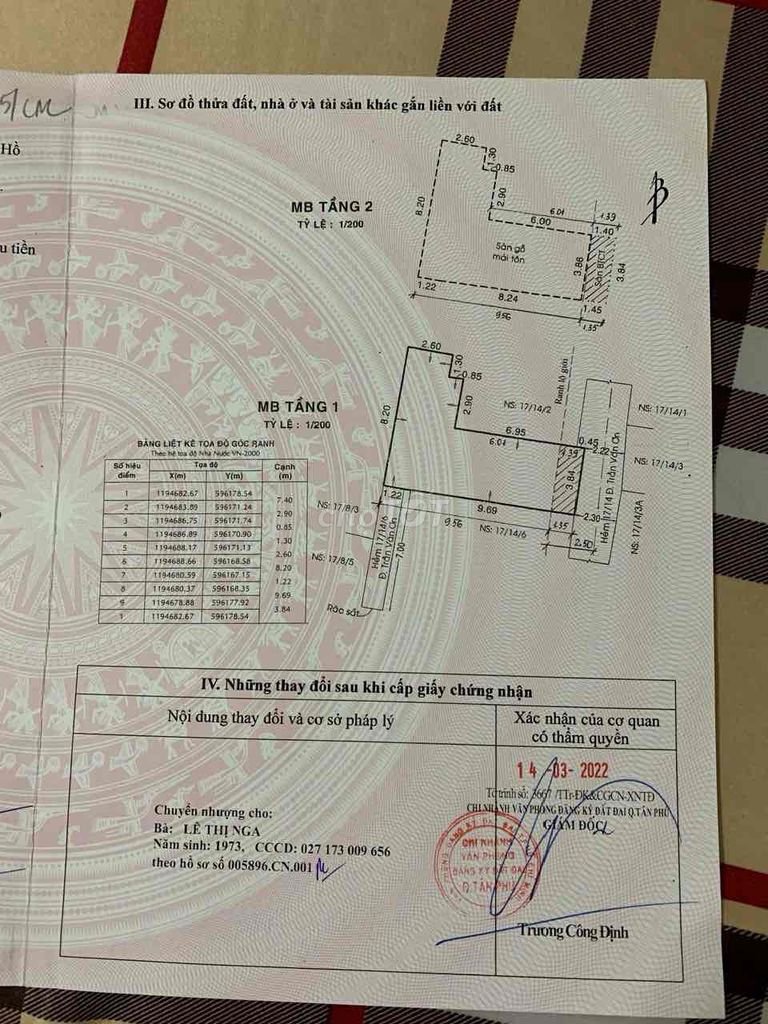 5/CM
Hồ
u tiền
III. Sơ đồ thửa đất, nhà ở và tài sản khác gắn liền với đất
MB TẦNG 2
TỶ LỆ : 1/200
2.60
1.30
0.85
2.90
8.20
6.01
6.00
1.39
1.40
Sàn gỗ
mái tôn
3.86
Sàn BTCT
3.84
1.22
8.24
1.45
9.56
1.35
MB TẦNG 1
TỶ LỆ : 1/200
2.60
1.30
0.85
2.90
8.20
NS: 17/14/2
Ranh lộ giới
6.95
6.01
0.45
1.39
2.22
3.84
NS: 17/14/1
NS: 17/14/3
NS: 17/14/3A
Hẻm 17/14 Đ. Trần Văn Ơn
1.22
9.69
9.56
NS: 17/14/6
1.35
2.30
2.50
NS: 17/8/3
NS: 17/8/5
Hẻm 17/14/6
Đ. Trần Văn Ơn
7.00
Rào sắt
chợTỐT
BẢNG LIỆT KÊ TỌA ĐỘ GÓC RANH
Theo hệ tọa độ Nhà Nước VN-2000
Số hiệu điểm | Tọa độ X(m) | Y(m) | Cạnh (m)
1 1194682.67 596178.54
7.40
2 1194683.89 596171.24
2.90
3 1194686.75 596171.74
0.85
4 1194686.89 596170.90
1.30
5 1194688.17 596171.13
2.60
6 1194688.66 596168.58
8.20
7 1194680.59 596167.15
1.22
8 1194680.37 596168.35
9.69
9 1194678.88 596177.92
3.84
1 1194682.67 596178.54
IV. Những thay đổi sau khi cấp giấy chứng nhận
Nội dung thay đổi và cơ sở pháp lý
Xác nhận của cơ quan
có thẩm quyền
Chuyển nhượng cho:
Bà: LÊ THỊ NGA
Năm sinh: 1973, CCCD: 027 173 009 656
theo hồ sơ số 005896.CN.001
14 -03- 2022
Tờ trình số: 3667 /TTr-ĐK&CGCN-XNTĐ
CHI NHÁNH VĂN PHÒNG ĐĂNG KÝ ĐẤT ĐAI Q.TÂN PHÚ
GIÁM ĐỐC
CHI NHÁNH
VĂN PHÒNG
ĐĂNG KÝ ĐẤT ĐAI
Q.TÂN PHÚ
Trương Công Định